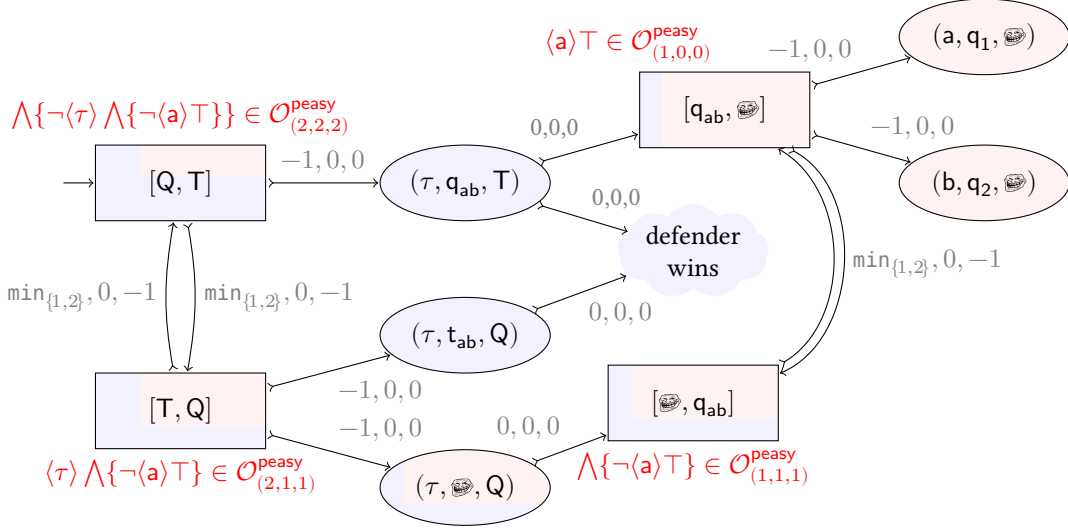 ⟨a⟩⊤ ∈ O^peasy_(1,0,0)
−1, 0, 0
(a, q₁, )
⋀{¬⟨τ⟩ ⋀{¬⟨a⟩⊤}} ∈ O^peasy_(2,2,2)
[q_ab, ]
0,0,0
−1, 0, 0
−1, 0, 0
[Q, T]
(τ, q_ab, T)
(b, q₂, )
0,0,0
defender
wins
min_{1,2}, 0, −1
min_{1,2}, 0, −1
min_{1,2}, 0, −1
(τ, t_ab, Q)
0, 0, 0
−1, 0, 0
[T, Q]
[, q_ab]
−1, 0, 0
0, 0, 0
⟨τ⟩ ⋀{¬⟨a⟩⊤} ∈ O^peasy_(2,1,1)
⋀{¬⟨a⟩⊤} ∈ O^peasy_(1,1,1)
(τ, , Q)